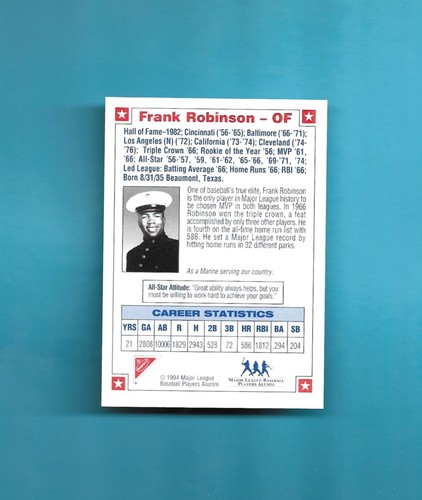 Frank Robinson – OF
Hall of Fame–1982; Cincinnati ('56-'65); Baltimore ('66-'71);
Los Angeles (N) ('72); California ('73-'74); Cleveland ('74-
'76); Triple Crown '66; Rookie of the Year '56; MVP '61,
'66; All-Star '56-'57, '59, '61-'62, '65-'66, '69-'71, '74;
Led League: Batting Average '66; Home Runs '66; RBI '66;
Born 8/31/35 Beaumont, Texas.
One of baseball's true elite, Frank Robinson
is the only player in Major League history to
be chosen MVP in both leagues. In 1966
Robinson won the triple crown, a feat
accomplished by only three other players. He
is fourth on the all-time home run list with
586. He set a Major League record by
hitting home runs in 32 different parks.
As a Marine serving our country.
All-Star Attitude: "Great ability always helps, but you
must be willing to work hard to achieve your goals."
CAREER STATISTICS
YRS GA AB R H 2B 3B HR RBI BA SB
21 2808 10006 1829 2943 528 72 586 1812 .294 204
© 1994 Major League
Baseball Players Alumni
MAJOR LEAGUE BASEBALL
PLAYERS ALUMNI